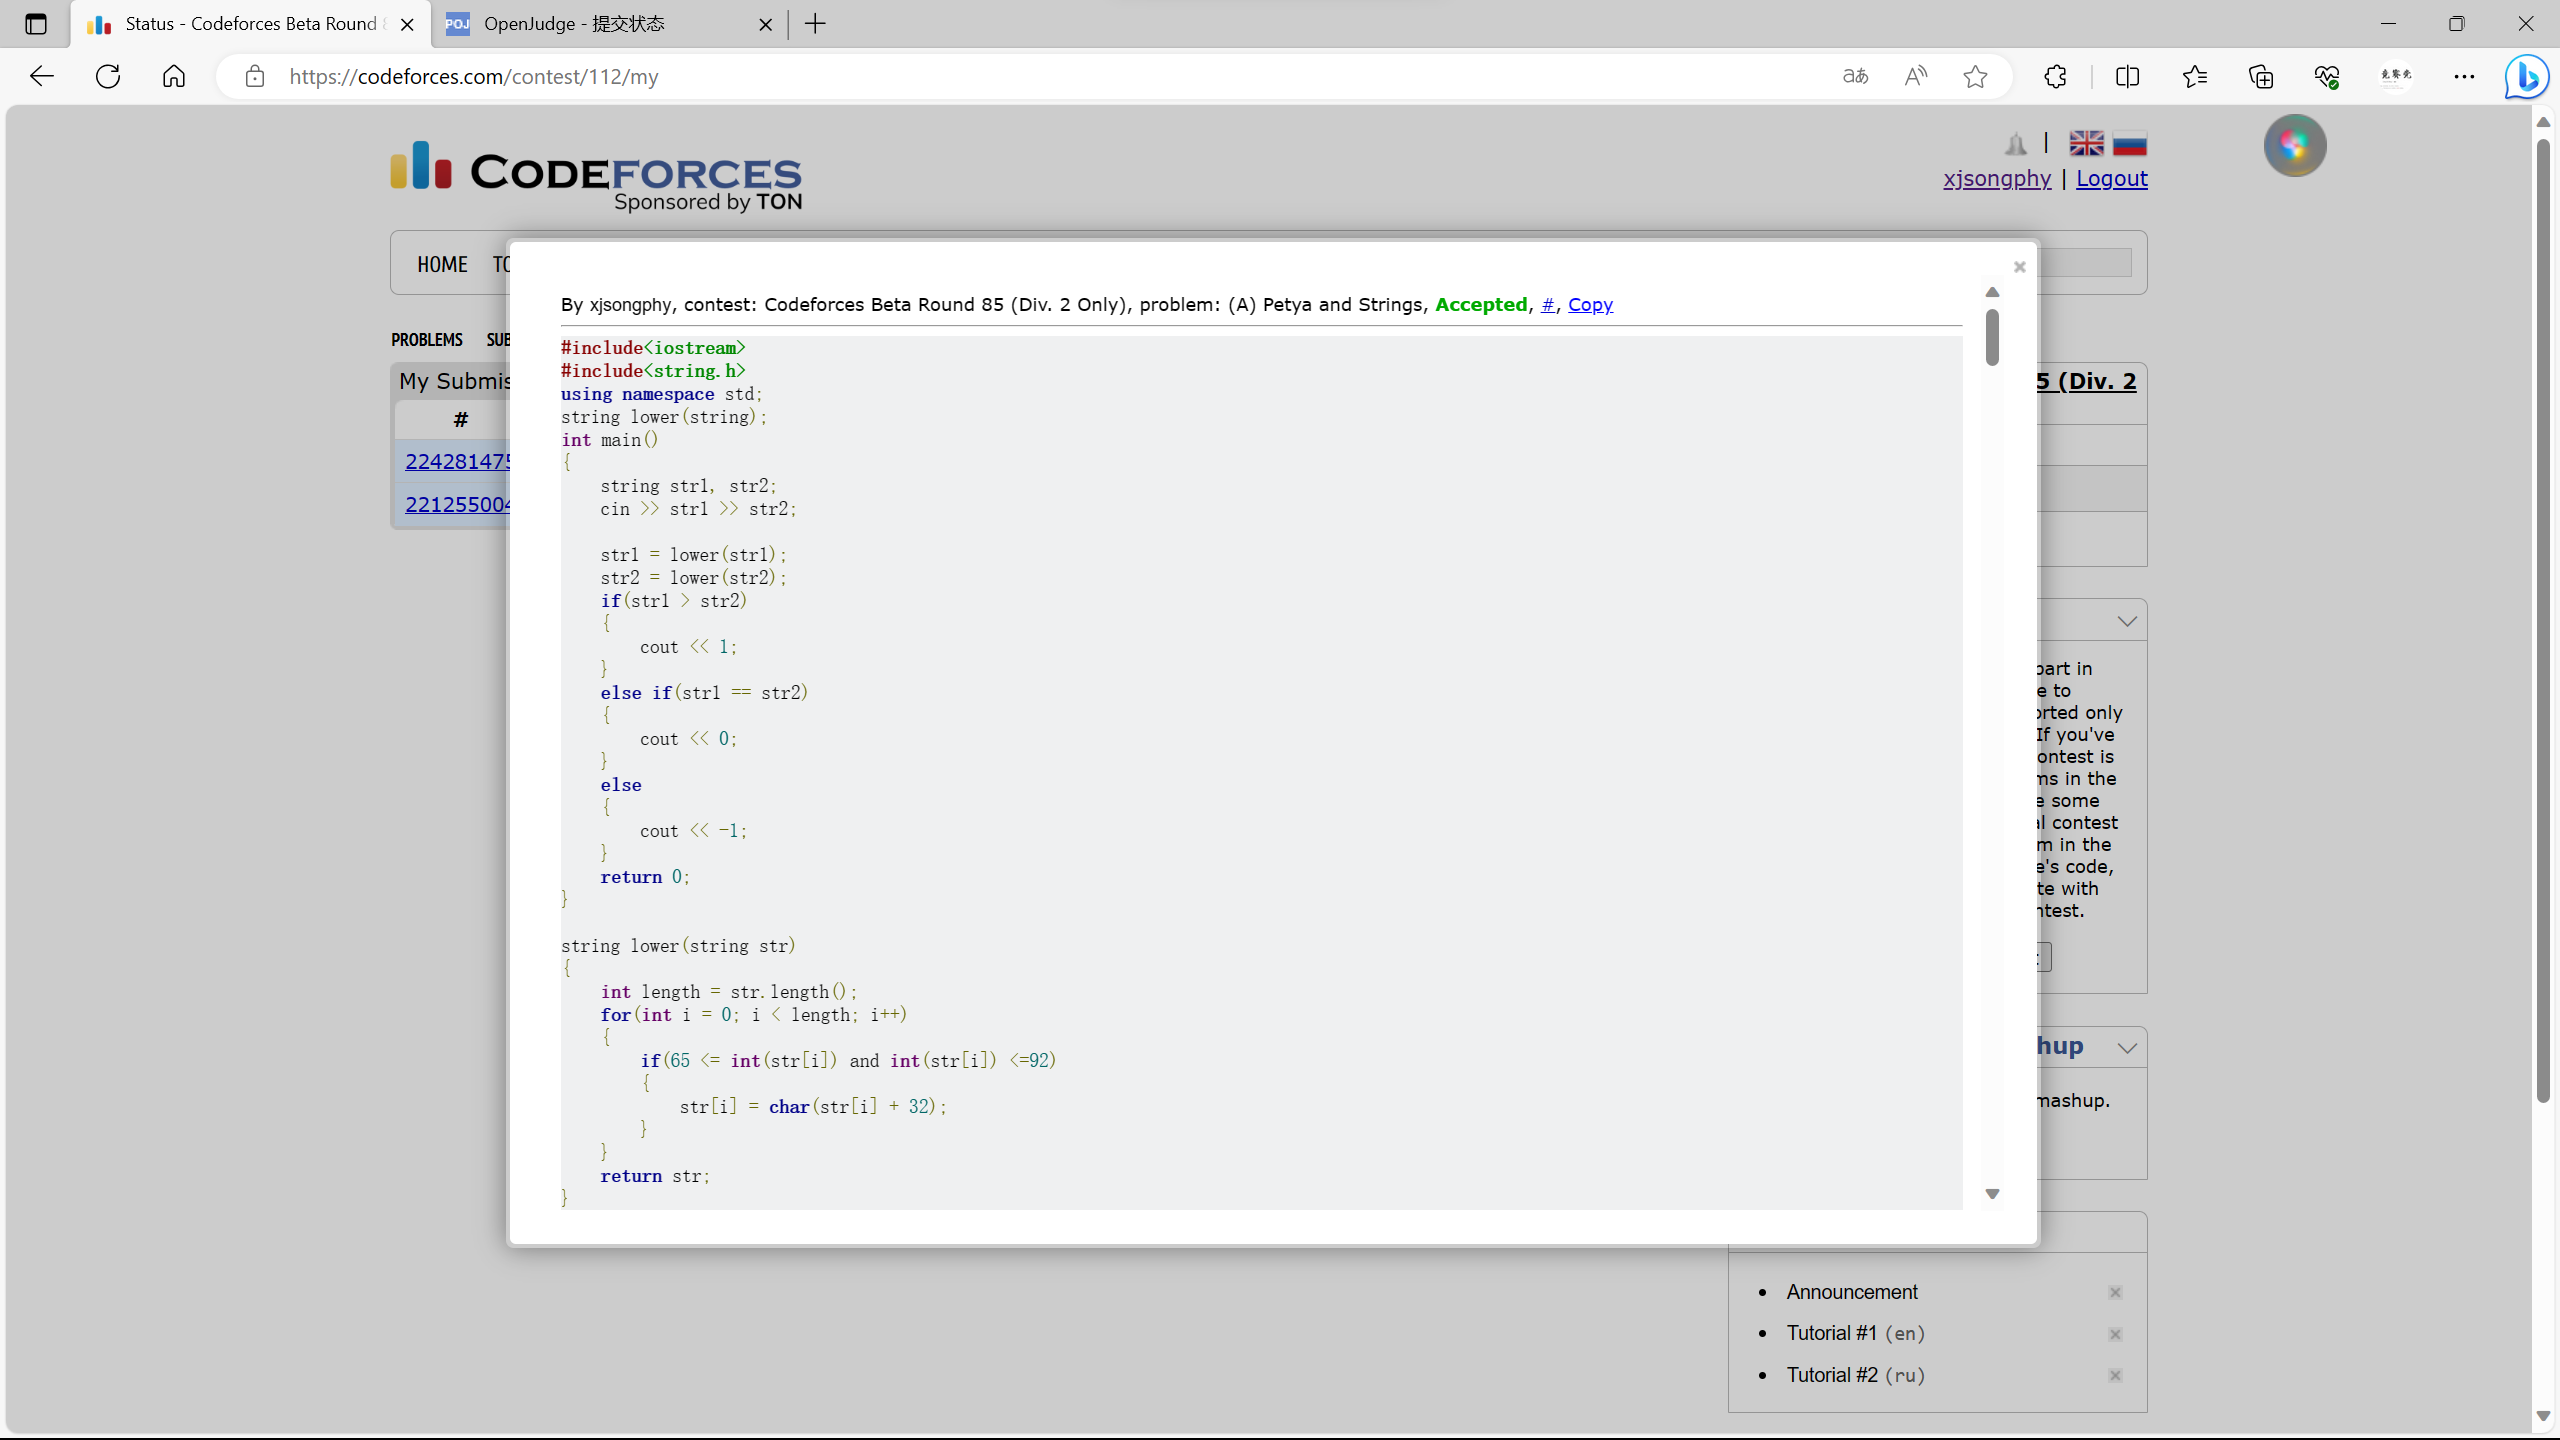 Status - Codeforces Beta Round
POJ OpenJudge - 提交状态
https://codeforces.com/contest/112/my
CODEFORCES
Sponsored by TON
xjsongphy | Logout
HOME
PROBLEMS
My Submis
#
224281475
221255004
By xjsongphy, contest: Codeforces Beta Round 85 (Div. 2 Only), problem: (A) Petya and Strings, Accepted, #, Copy
#include<iostream>
#include<string.h>
using namespace std;
string lower(string);
int main()
{
    string str1, str2;
    cin >> str1 >> str2;

    str1 = lower(str1);
    str2 = lower(str2);
    if(str1 > str2)
    {
        cout << 1;
    }
    else if(str1 == str2)
    {
        cout << 0;
    }
    else
    {
        cout << -1;
    }
    return 0;
}

string lower(string str)
{
    int length = str.length();
    for(int i = 0; i < length; i++)
    {
        if(65 <= int(str[i]) and int(str[i]) <=92)
        {
            str[i] = char(str[i] + 32);
        }
    }
    return str;
}
5 (Div. 2
part in
e to
orted only
If you've
ontest is
ms in the
e some
al contest
m in the
e's code,
te with
ntest.
hup
mashup.
Announcement
Tutorial #1 (en)
Tutorial #2 (ru)